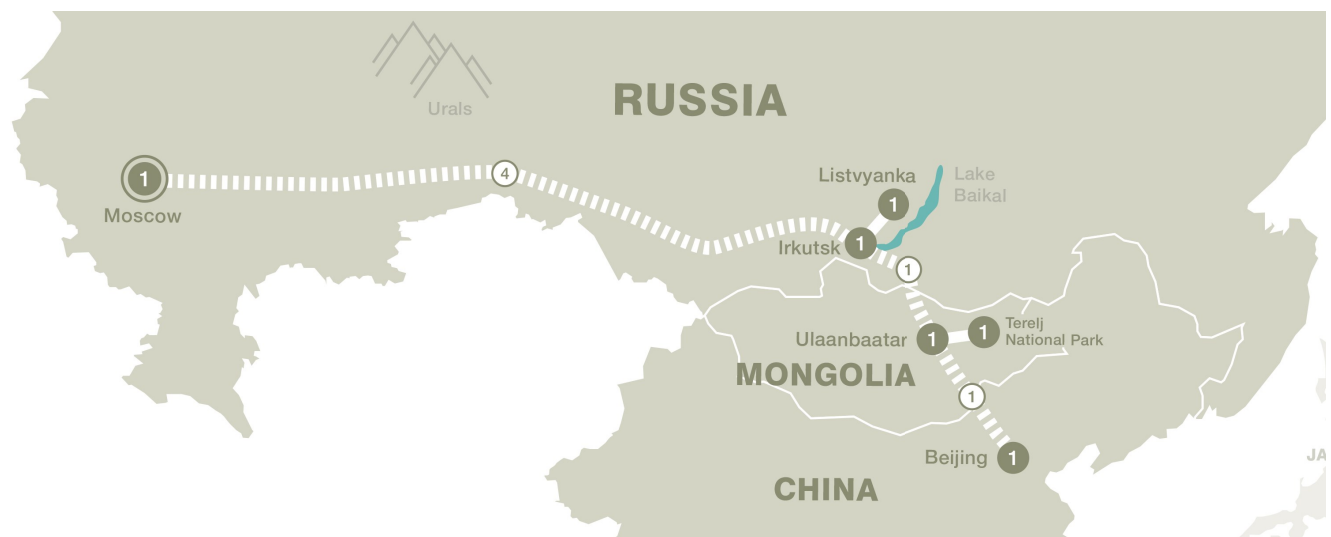 Urals
RUSSIA
4
1
Moscow
Listvyanka
1
Lake
Baikal
Irkutsk
1
1
Ulaanbaatar
1
1
Terelj
National Park
MONGOLIA
1
Beijing
1
CHINA
JA